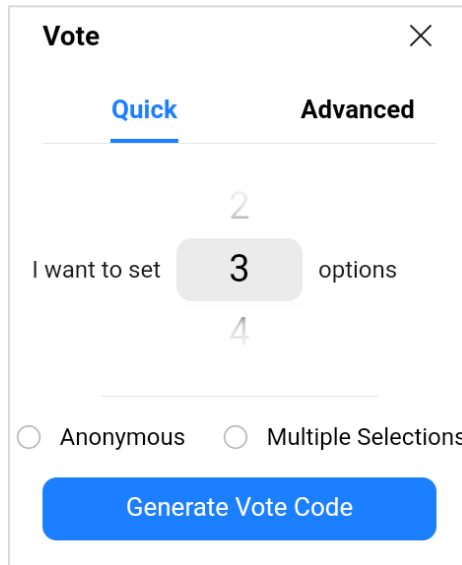 Vote
Quick Advanced
2
I want to set 3 options
4
Anonymous Multiple Selections
Generate Vote Code